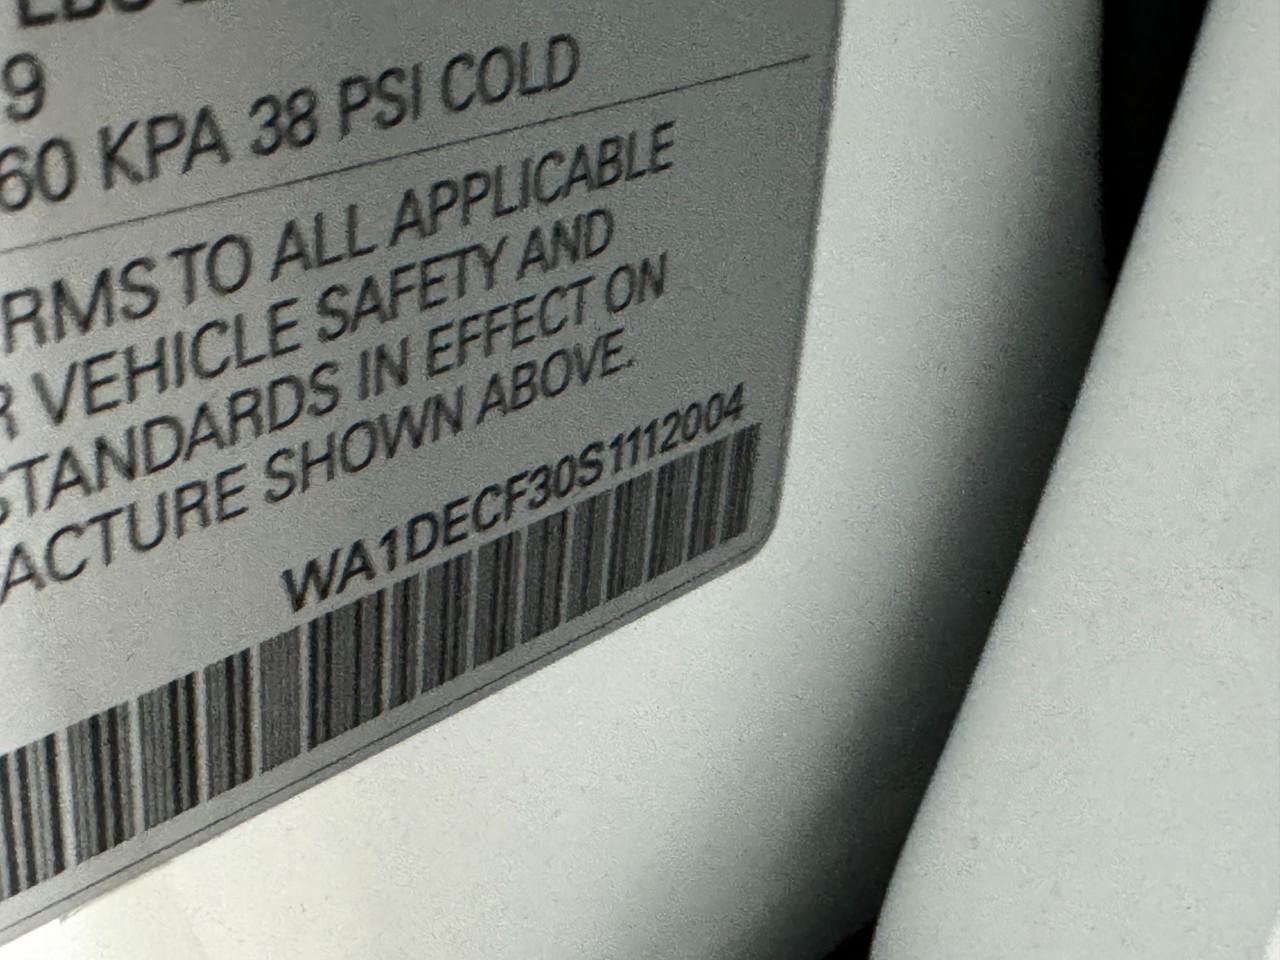 9
60 KPA 38 PSI COLD
RMS TO ALL APPLICABLE
R VEHICLE SAFETY AND
STANDARDS IN EFFECT ON
ACTURE SHOWN ABOVE.
WA1DECF30S1112004